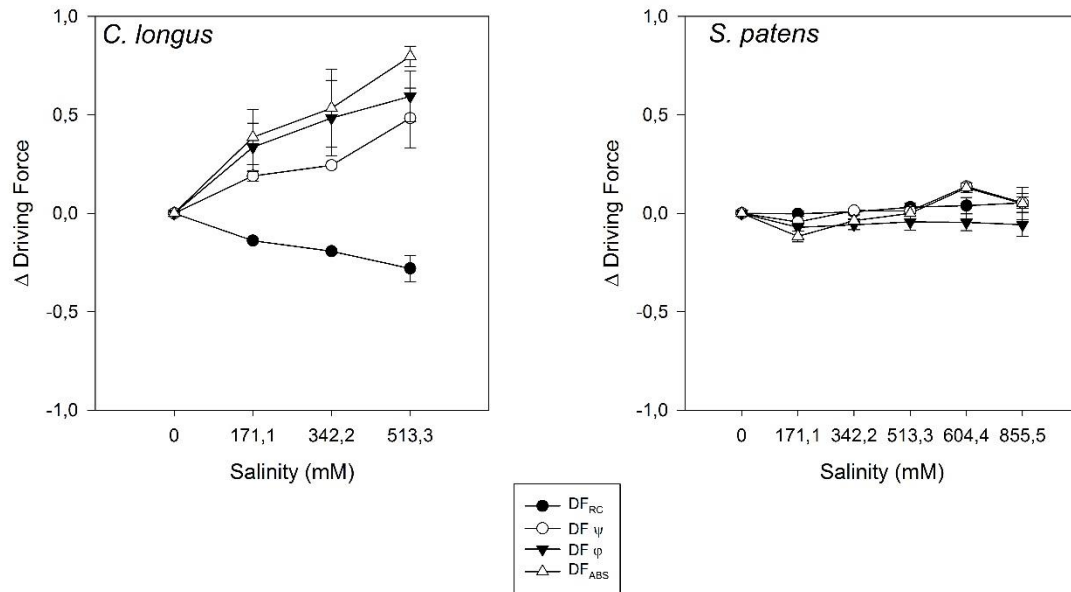 C. longus
1,0
0,5
0,0
-0,5
-1,0
Δ Driving Force
0 171,1 342,2 513,3
Salinity (mM)
S. patens
1,0
0,5
0,0
-0,5
-1,0
Δ Driving Force
0 171,1 342,2 513,3 604,4 855,5
Salinity (mM)
DF_RC
DF ψ
DF φ
DF_ABS